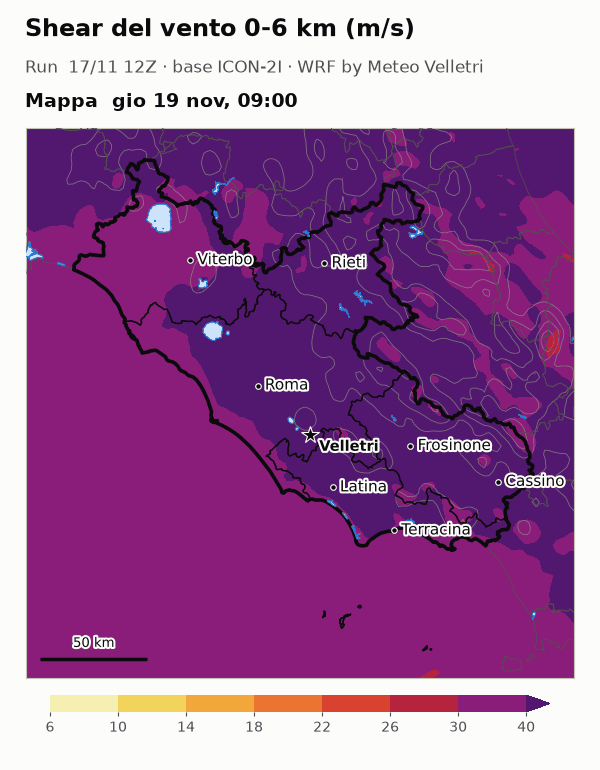 Shear del vento 0-6 km (m/s)
Run  17/11 12Z · base ICON-2I · WRF by Meteo Velletri
Mappa  gio 19 nov, 09:00
Viterbo
Rieti
Roma
Velletri
Frosinone
Cassino
Latina
Terracina
50 km
6 10 14 18 22 26 30 40